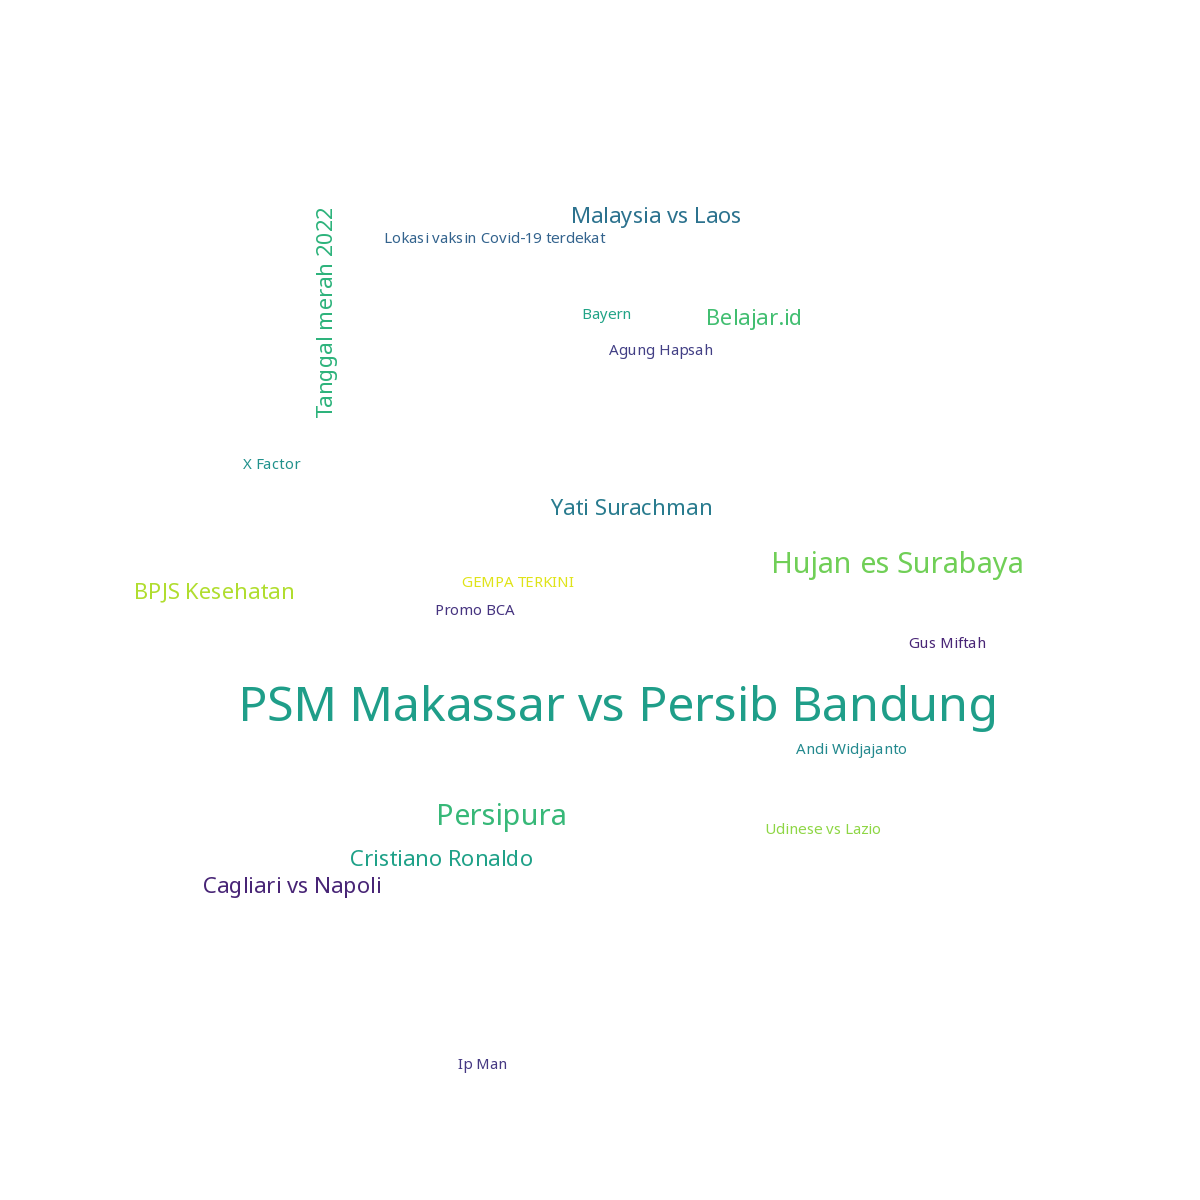 Tanggal merah 2022
Malaysia vs Laos
Lokasi vaksin Covid-19 terdekat
Bayern
Belajar.id
Agung Hapsah
X Factor
Yati Surachman
Hujan es Surabaya
GEMPA TERKINI
BPJS Kesehatan
Promo BCA
Gus Miftah
PSM Makassar vs Persib Bandung
Andi Widjajanto
Persipura
Udinese vs Lazio
Cristiano Ronaldo
Cagliari vs Napoli
Ip Man